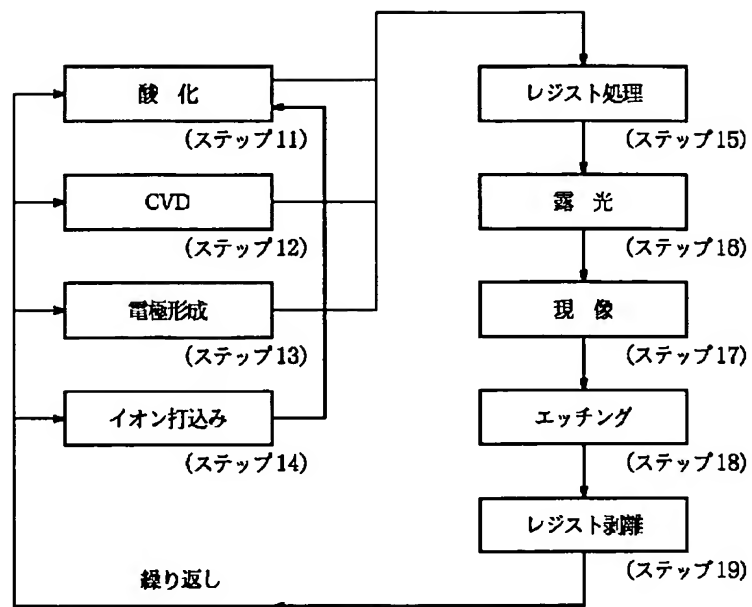 酸 化
(ステップ11)
CVD
(ステップ12)
電極形成
(ステップ13)
イオン打込み
(ステップ14)
レジスト処理
(ステップ15)
露 光
(ステップ16)
現 像
(ステップ17)
エッチング
(ステップ18)
レジスト剥離
(ステップ19)
繰り返し